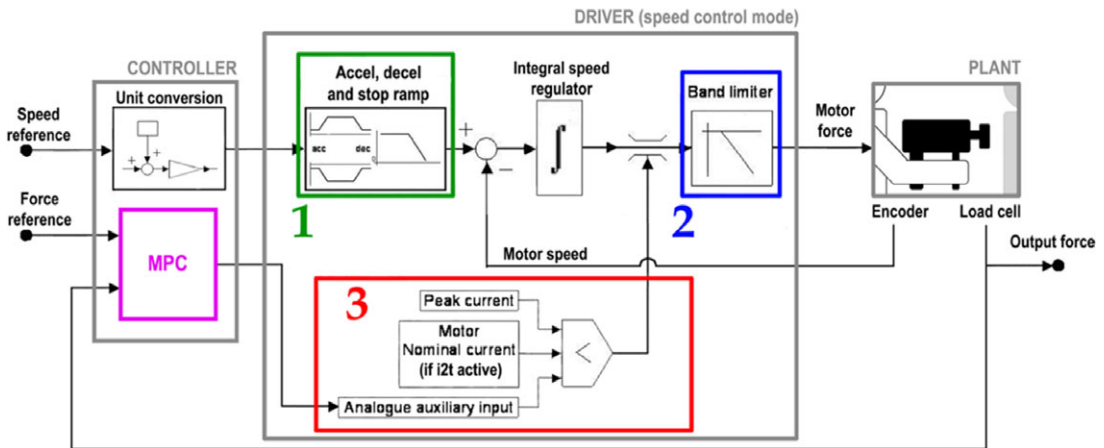 DRIVER (speed control mode)
CONTROLLER
PLANT
Unit conversion
Accel, decel
and stop ramp
Integral speed
regulator
Band limiter
Motor
force
Speed
reference
+
+
acc
dec
0
+
−
∫
1
2
Force
reference
MPC
Encoder
Load cell
Output force
Motor speed
3
Peak current
Motor
Nominal current
(if i2t active)
<
Analogue auxiliary input